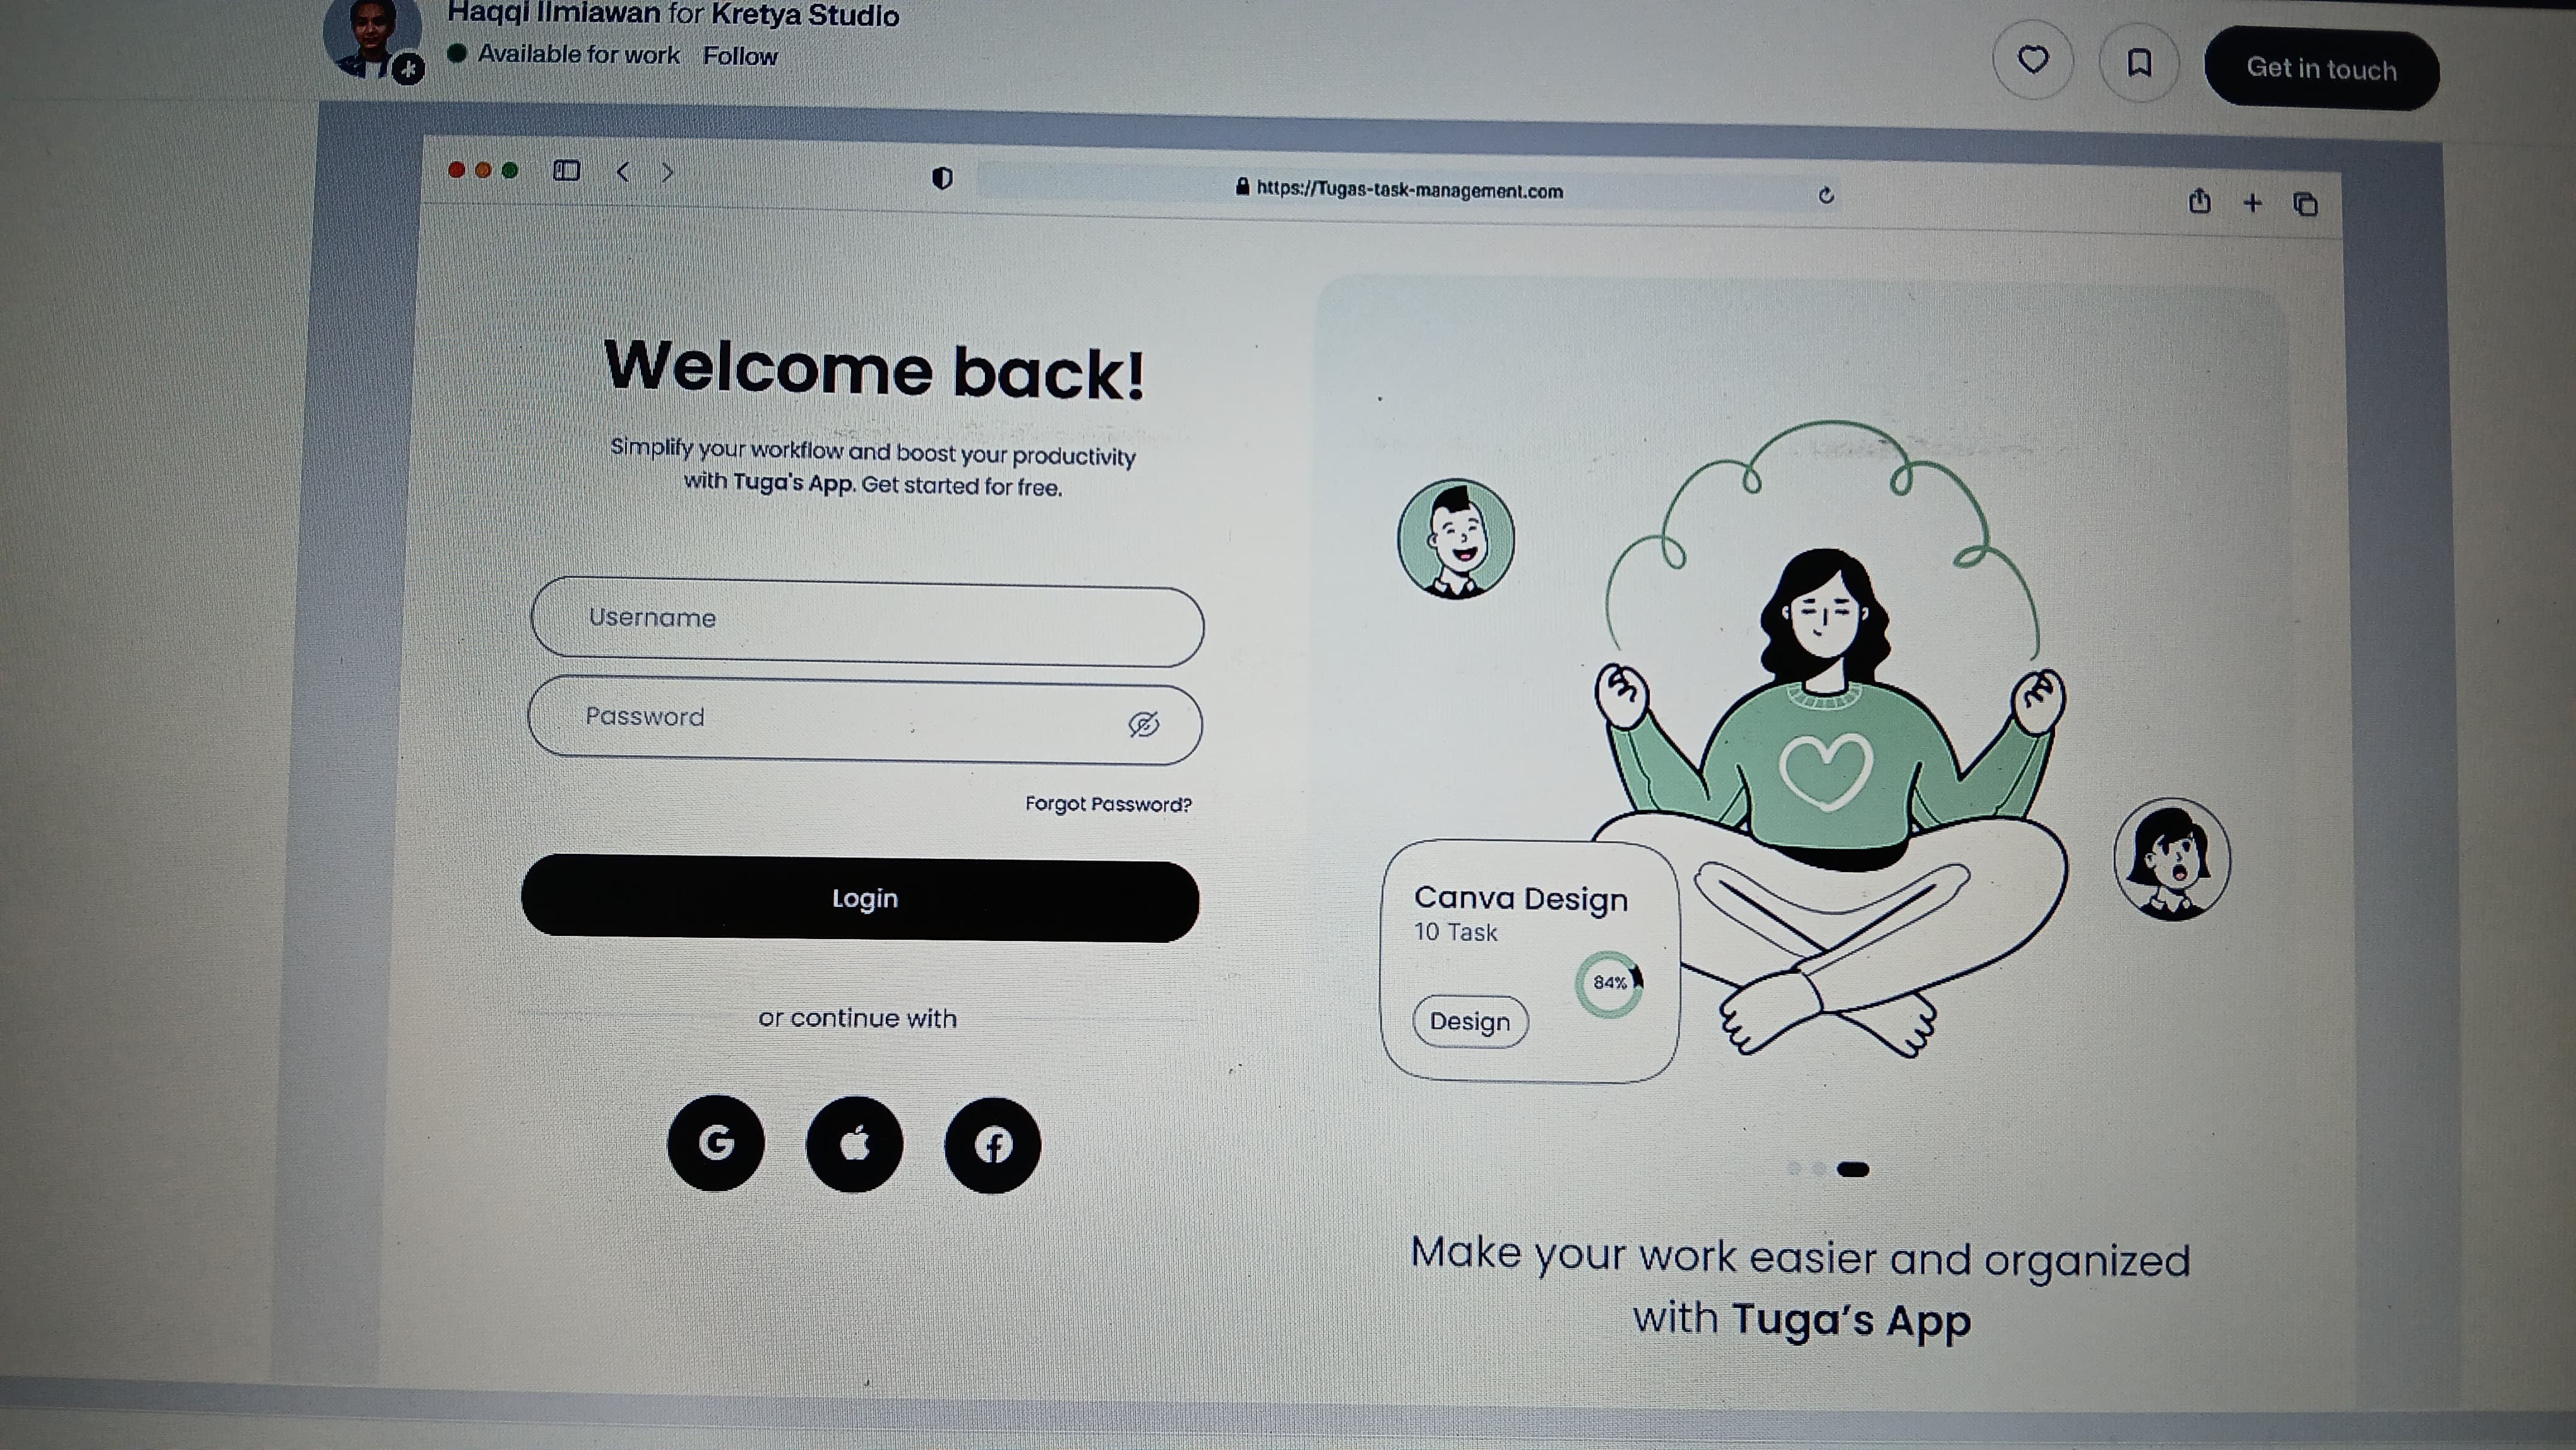 Haqqi Ilmiawan for Kretya Studio
Available for work Follow
Get in touch
https://Tugas-task-management.com
Welcome back!
Simplify your workflow and boost your productivity
with Tuga's App. Get started for free.
Username
Password
Forgot Password?
Login
or continue with
Canva Design
10 Task
84%
Design
Make your work easier and organized
with Tuga's App